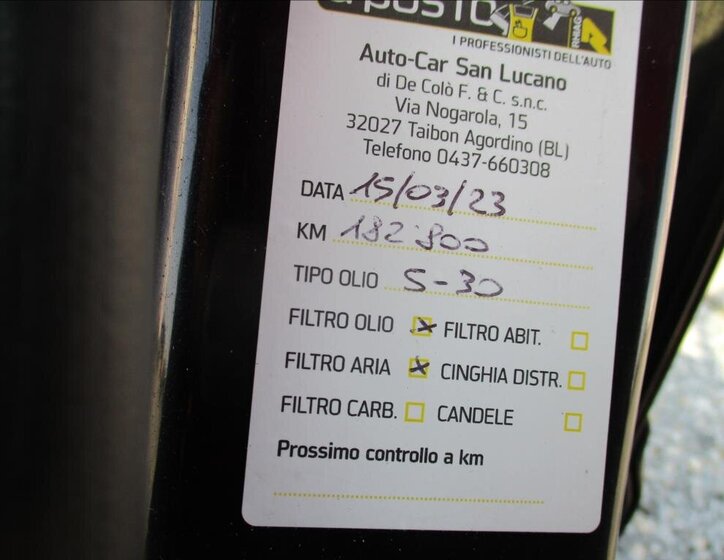 a posto
I PROFESSIONISTI DELL'AUTO
Auto-Car San Lucano
di De Colò F. & C. s.n.c.
Via Nogarola, 15
32027 Taibon Agordino (BL)
Telefono 0437-660308
DATA 15/03/23
KM 182'800
TIPO OLIO 5-30
FILTRO OLIO FILTRO ABIT.
FILTRO ARIA CINGHIA DISTR.
FILTRO CARB. CANDELE
Prossimo controllo a km